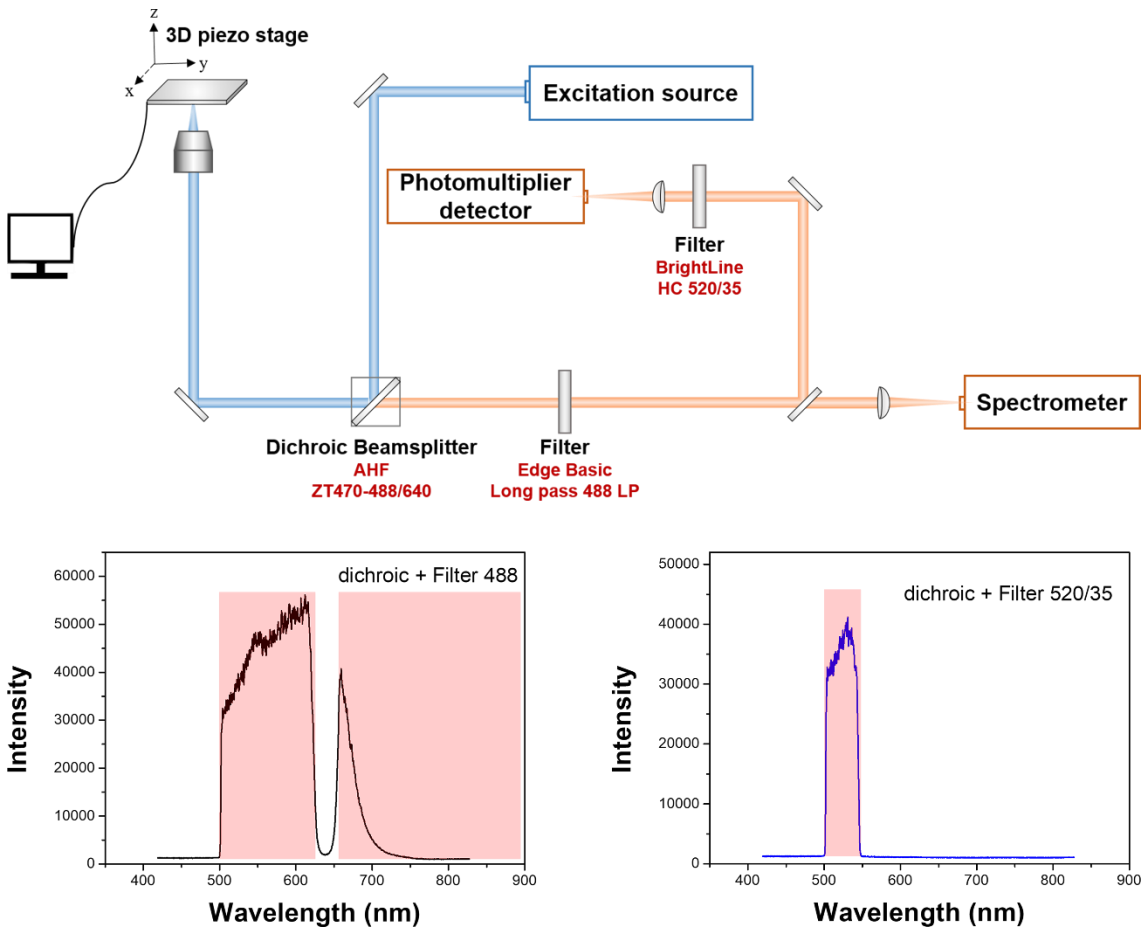 z
3D piezo stage
y
x
Excitation source
Photomultiplier
detector
Filter
BrightLine
HC 520/35
Spectrometer
Dichroic Beamsplitter
AHF
ZT470-488/640
Filter
Edge Basic
Long pass 488 LP
dichroic + Filter 488
60000
50000
40000
30000
20000
10000
0
Intensity
400 500 600 700 800 900
Wavelength (nm)
dichroic + Filter 520/35
50000
40000
30000
20000
10000
0
Intensity
400 500 600 700 800 900
Wavelength (nm)